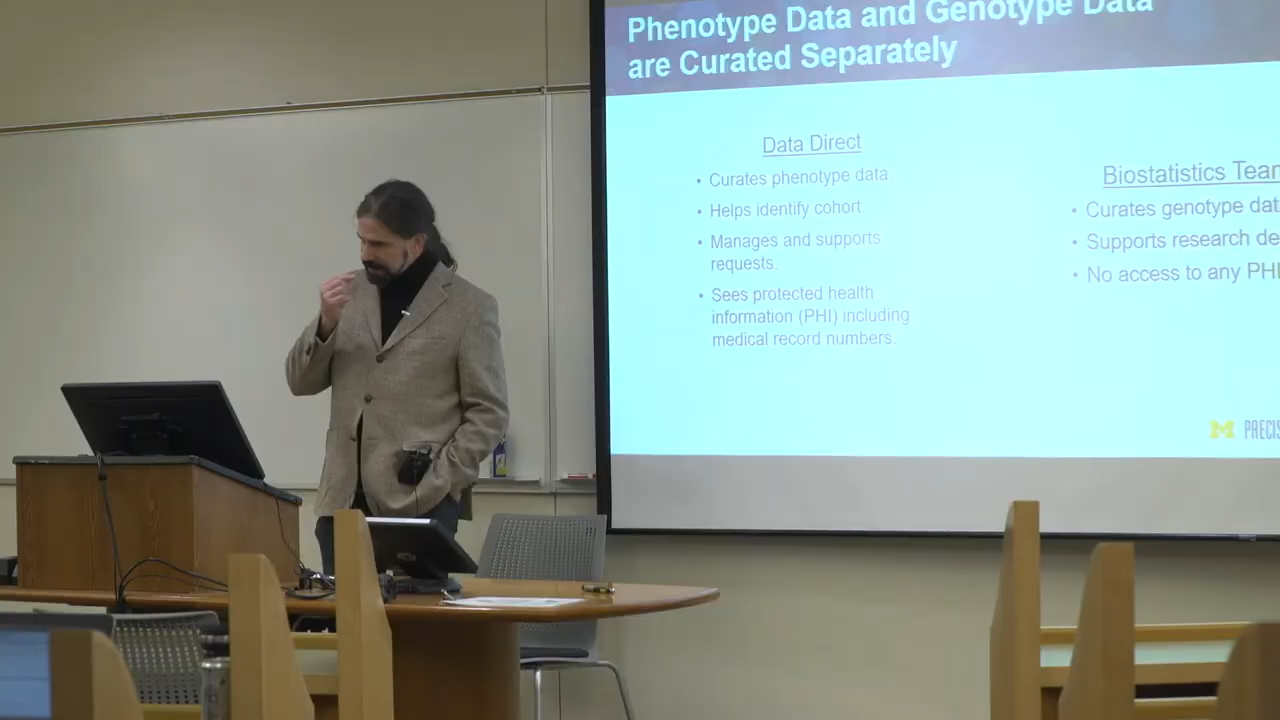 Phenotype Data and Genotype Data
are Curated Separately
Data Direct
• Curates phenotype data.
• Helps identify cohort.
• Manages and supports
requests.
• Sees protected health
information (PHI) including
medical record numbers.
Biostatistics Team
• Curates genotype dat
• Supports research de
• No access to any PHI
M PRECIS